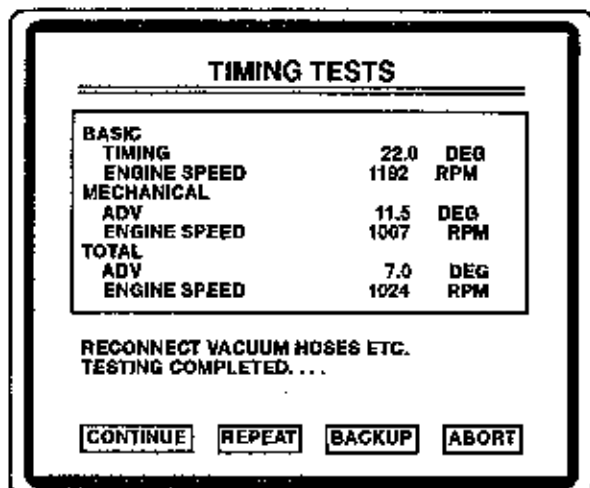 TIMING TESTS
BASIC
TIMING 22.0 DEG
ENGINE SPEED 1192 RPM
MECHANICAL
ADV 11.5 DEG
ENGINE SPEED 1007 RPM
TOTAL
ADV 7.0 DEG
ENGINE SPEED 1024 RPM
RECONNECT VACUUM HOSES ETC.
TESTING COMPLETED....
CONTINUE REPEAT BACKUP ABORT